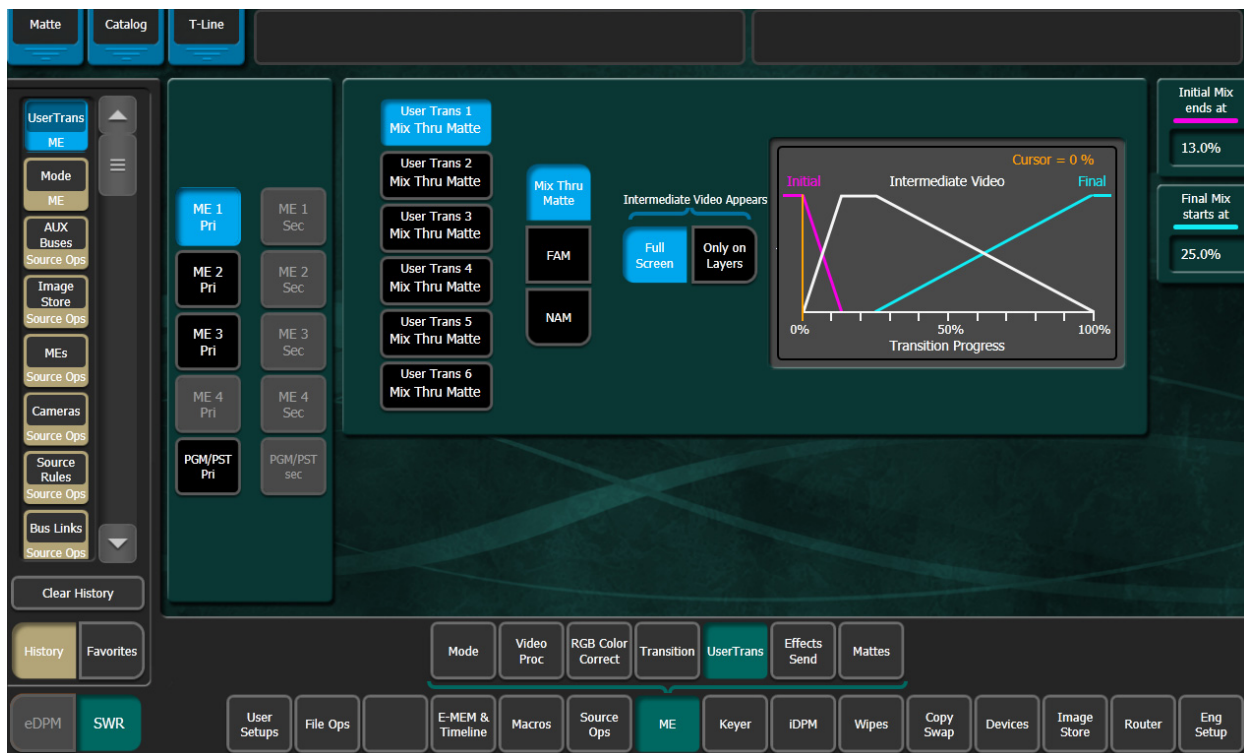 Matte
Catalog
T-Line
UserTrans
ME
Mode
ME
AUX
Buses
Source Ops
Image
Store
Source Ops
MEs
Source Ops
Cameras
Source Ops
Source
Rules
Source Ops
Bus Links
Source Ops
Clear History
History
Favorites
eDPM
SWR
ME 1
Pri
ME 1
Sec
ME 2
Pri
ME 2
Sec
ME 3
Pri
ME 3
Sec
ME 4
Pri
ME 4
Sec
PGM/PST
Pri
PGM/PST
sec
User Trans 1
Mix Thru Matte
User Trans 2
Mix Thru Matte
User Trans 3
Mix Thru Matte
User Trans 4
Mix Thru Matte
User Trans 5
Mix Thru Matte
User Trans 6
Mix Thru Matte
Mix Thru
Matte
FAM
NAM
Intermediate Video Appears
Full
Screen
Only on
Layers
Cursor = 0 %
Initial
Intermediate Video
Final
0%
50%
100%
Transition Progress
Initial Mix
ends at
13.0%
Final Mix
starts at
25.0%
Mode
Video
Proc
RGB Color
Correct
Transition
UserTrans
Effects
Send
Mattes
User
Setups
File Ops
E-MEM &
Timeline
Macros
Source
Ops
ME
Keyer
iDPM
Wipes
Copy
Swap
Devices
Image
Store
Router
Eng
Setup